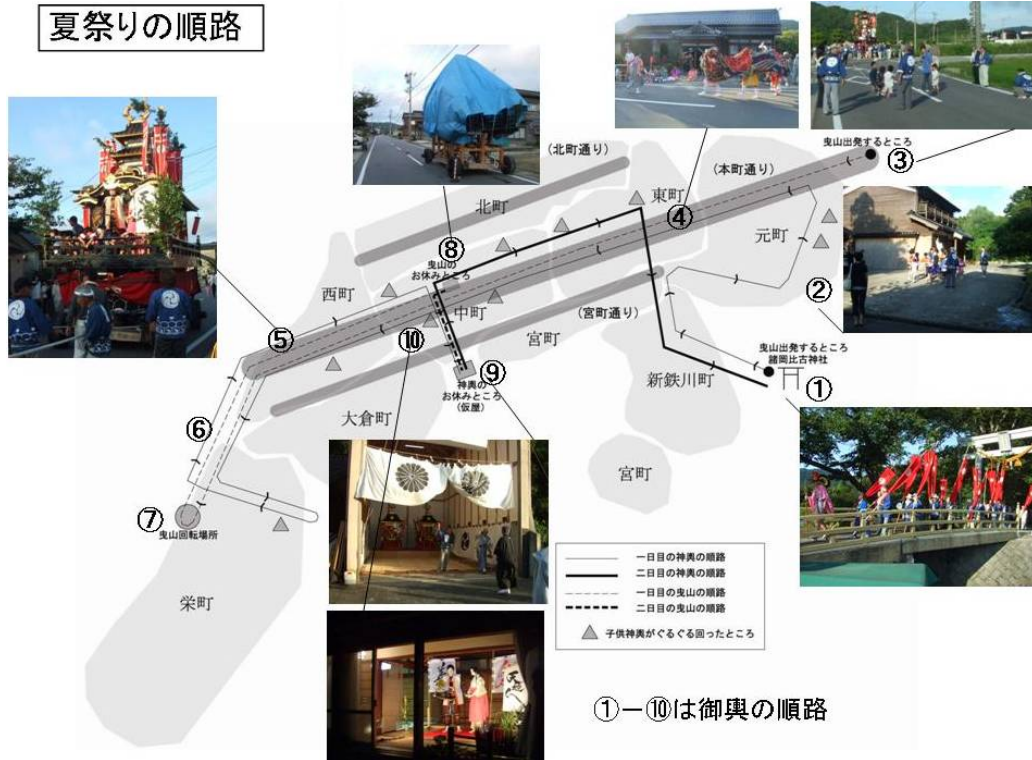 夏祭りの順路
(北町通り)
曳山出発するところ
③
(本町通り)
東町
④
北町
元町
⑧
曳山の
お休みところ
②
西町
中町
(宮町通り)
⑤
⑩
宮町
曳山出発するところ
諸岡比古神社
①
⑨
神輿の
お休みところ
(仮屋)
新鉄川町
大倉町
⑥
宮町
⑦
曳山回転場所
一日目の神輿の順路
二日目の神輿の順路
一日目の曳山の順路
二日目の曳山の順路
子供神輿がぐるぐる回ったところ
栄町
①ー⑩は御輿の順路